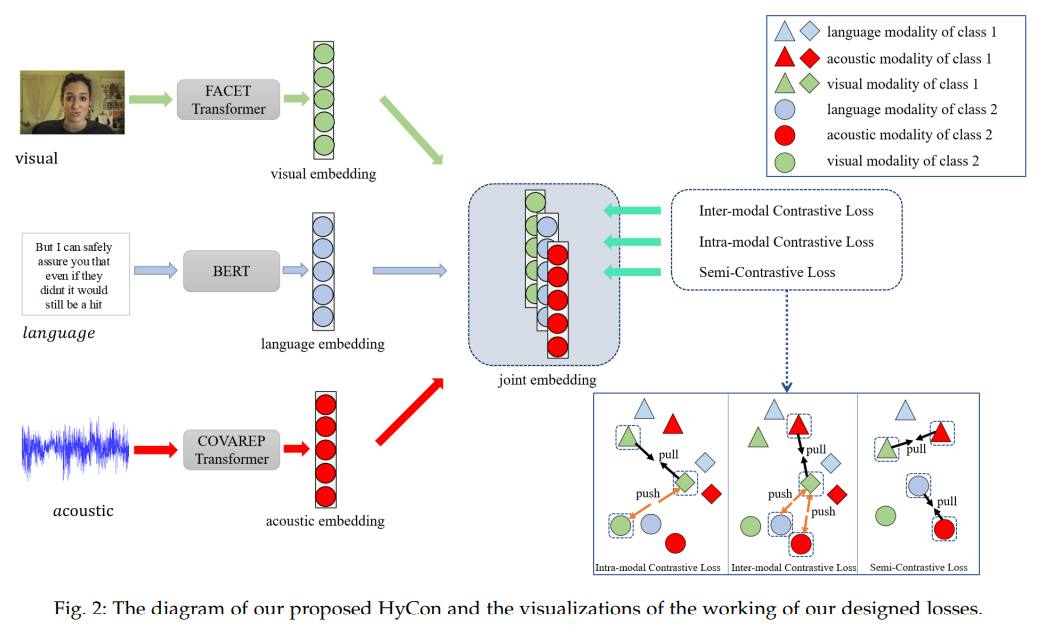 language modality of class 1
acoustic modality of class 1
visual modality of class 1
language modality of class 2
acoustic modality of class 2
visual modality of class 2
FACET
Transformer
visual
visual embedding
Inter-modal Contrastive Loss
Intra-modal Contrastive Loss
Semi-Contrastive Loss
But I can safely
assure you that
even if they
didnt it would
still be a hit
BERT
language
language embedding
joint embedding
COVAREP
Transformer
acoustic
acoustic embedding
pull
push
Intra-modal Contrastive Loss
pull
push
push
Inter-modal Contrastive Loss
pull
pull
Semi-Contrastive Loss
Fig. 2: The diagram of our proposed HyCon and the visualizations of the working of our designed losses.